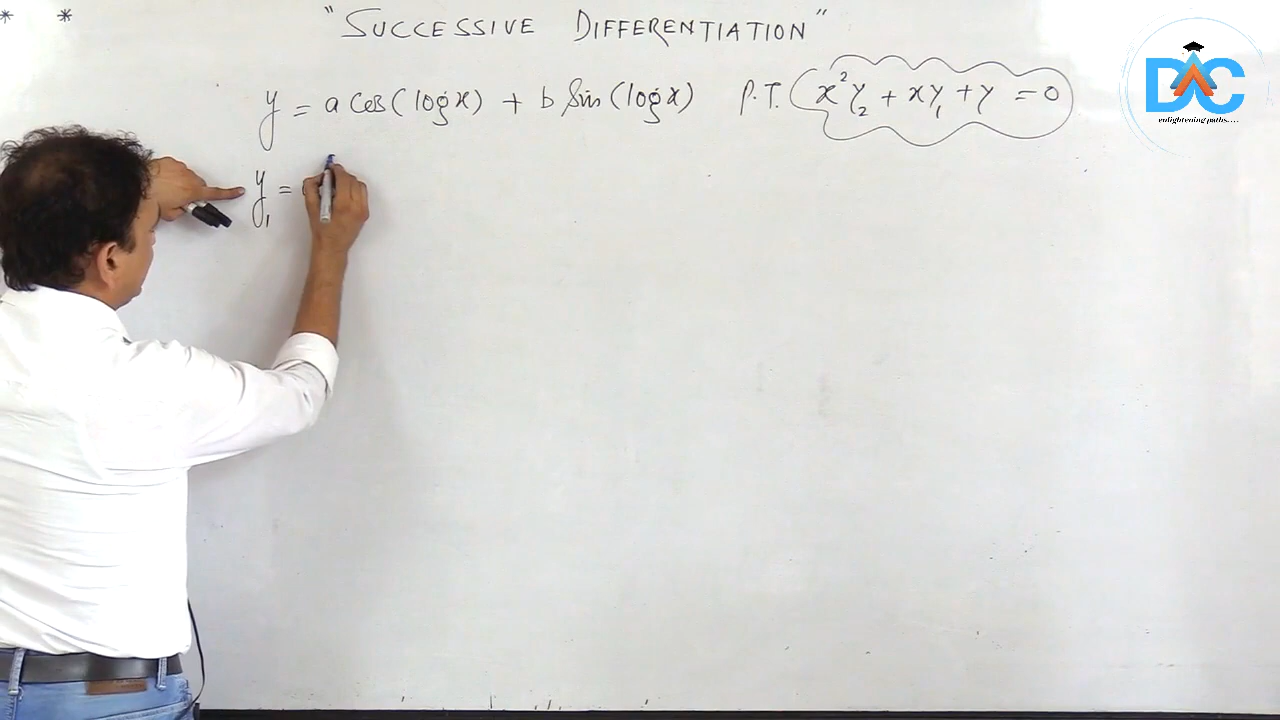 * * "SUCCESSIVE DIFFERENTIATION"
y = a cos(log x) + b Sin(log x) P.T. x²y₂ + xy₁ + y = 0
y₁ =
DAC
enlightening paths....